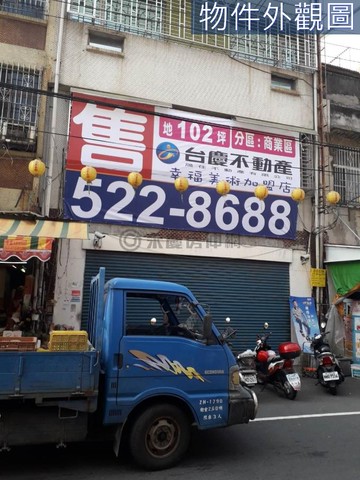 物件外觀圖
售
地102坪
分區:商業區
台慶不動產
幸福美術加盟店
522-8688
永慶房仲網